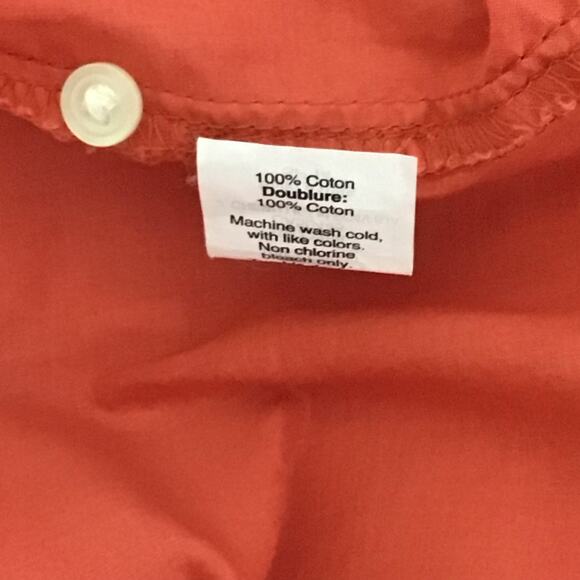 100% Coton
Doublure:
100% Coton
Machine wash cold,
with like colors.
Non chlorine
bleach only.